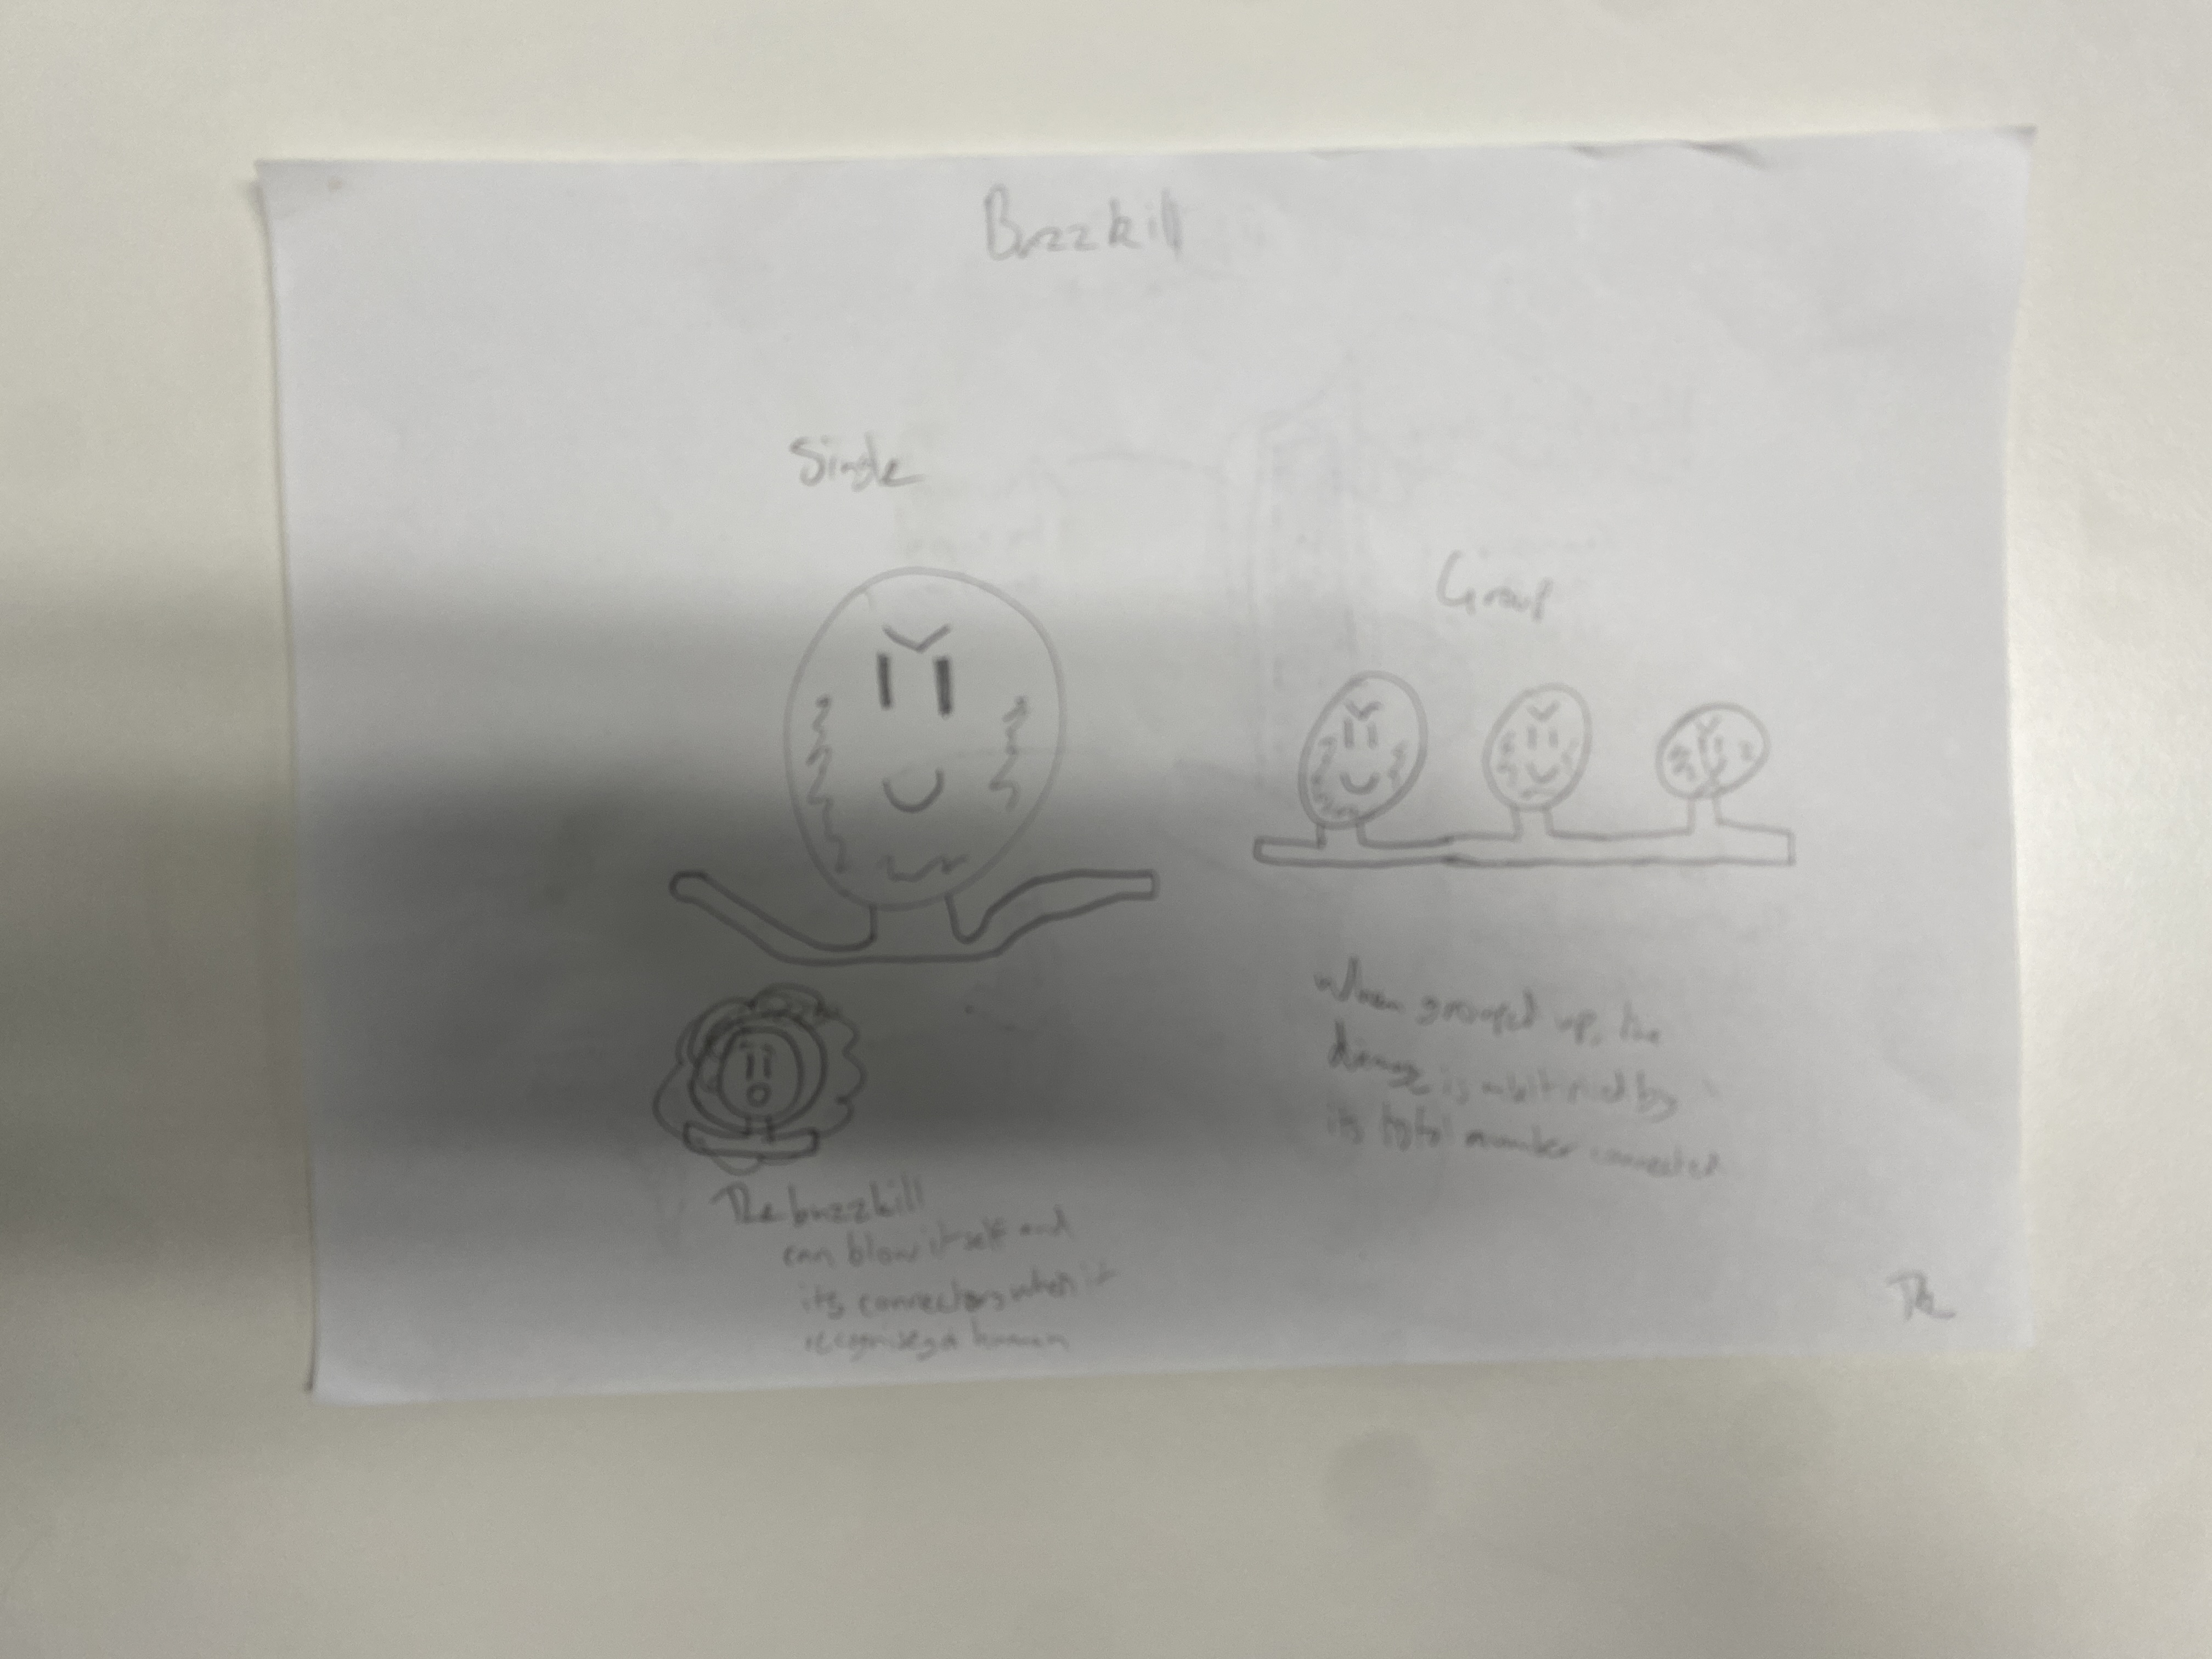 Buzzkill
Single
Group
When grouped up, the
damage is multiplied by
its total number connected
The buzzkill
can blow itself and
its connectors when it
recognises a human